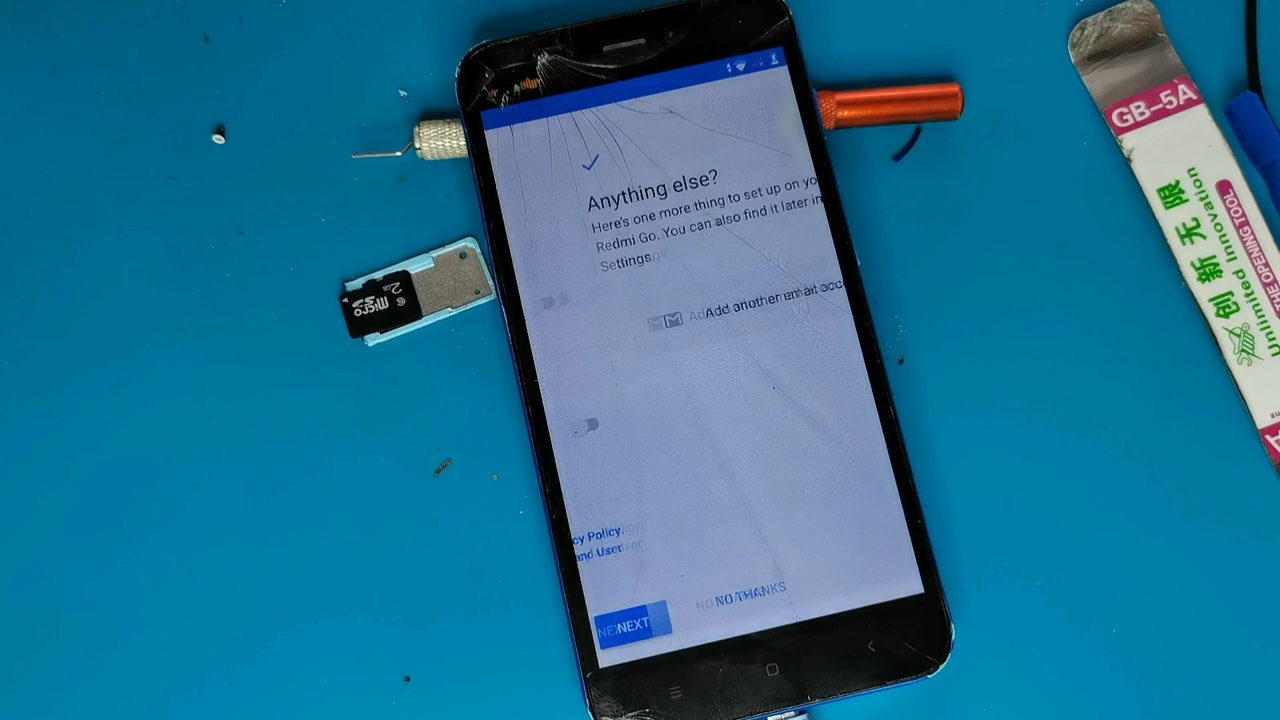 Anything else?
Here's one more thing to set up on yo
Redmi Go. You can also find it later in
Settings.
Add another email acc
cy Policy.
and User
NEXT
NO THANKS
micro
SD
2
GB-5A
创新无限
Unlimited Innovation
THE OPENING TOOL